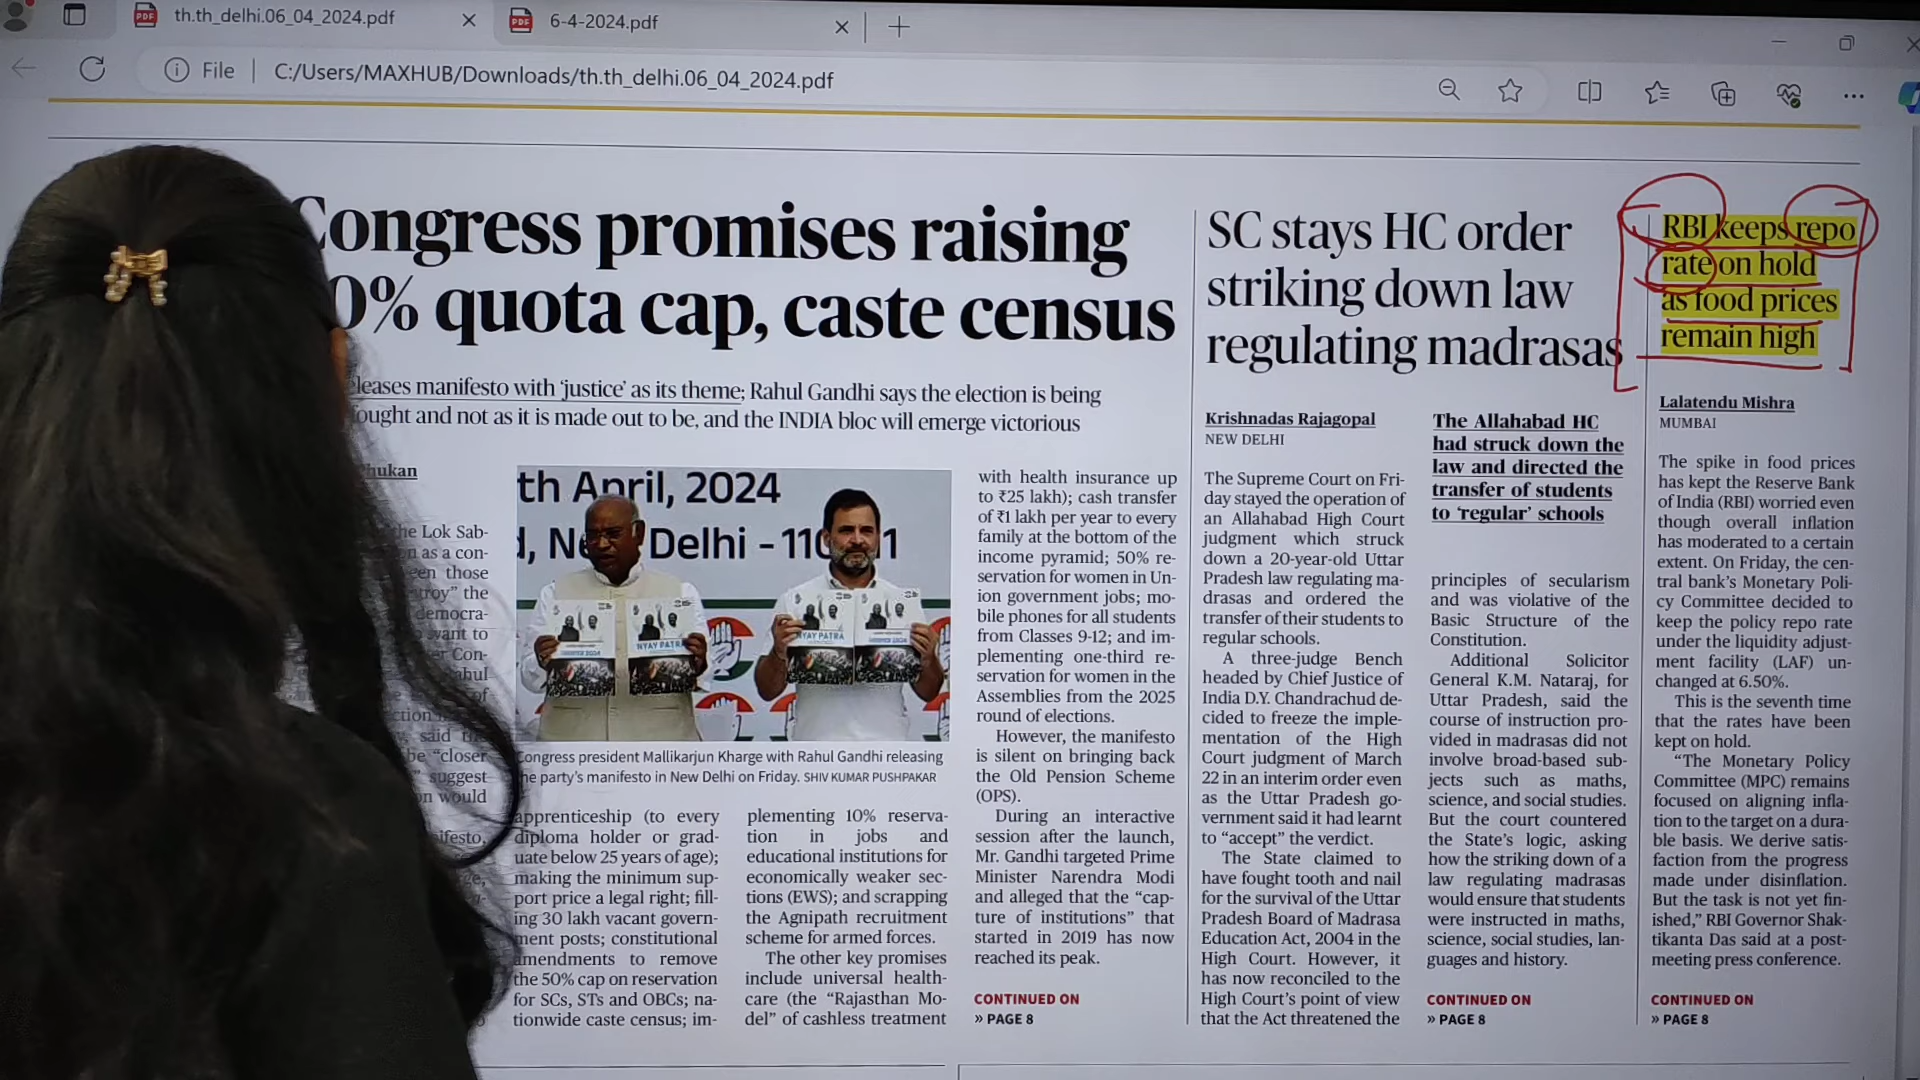 th.th_delhi.06_04_2024.pdf
6-4-2024.pdf
File
C:/Users/MAXHUB/Downloads/th.th_delhi.06_04_2024.pdf
Congress promises raising
0% quota cap, caste census
leases manifesto with ‘justice’ as its theme; Rahul Gandhi says the election is being
ought and not as it is made out to be, and the INDIA bloc will emerge victorious
hukan
the Lok Sab-
n as a con-
een those
troy” the
democra-
want to
er Con-
ahul
of
ction
said
be “closer
suggest
on would
ifesto,
th April, 2024
Delhi - 110
NYAY PATRA
NYAY PATRA
Congress president Mallikarjun Kharge with Rahul Gandhi releasing
he party’s manifesto in New Delhi on Friday. SHIV KUMAR PUSHPAKAR
apprenticeship (to every
diploma holder or grad-
uate below 25 years of age);
making the minimum sup-
port price a legal right; fill-
ing 30 lakh vacant govern-
ment posts; constitutional
amendments to remove
the 50% cap on reservation
for SCs, STs and OBCs; na-
tionwide caste census; im-
plementing 10% reserva-
tion in jobs and
educational institutions for
economically weaker sec-
tions (EWS); and scrapping
the Agnipath recruitment
scheme for armed forces.
The other key promises
include universal health-
care (the “Rajasthan Mo-
del” of cashless treatment
with health insurance up
to ₹25 lakh); cash transfer
of ₹1 lakh per year to every
family at the bottom of the
income pyramid; 50% re-
servation for women in Un-
ion government jobs; mo-
bile phones for all students
from Classes 9-12; and im-
plementing one-third re-
servation for women in the
Assemblies from the 2025
round of elections.
However, the manifesto
is silent on bringing back
the Old Pension Scheme
(OPS).
During an interactive
session after the launch,
Mr. Gandhi targeted Prime
Minister Narendra Modi
and alleged that the “cap-
ture of institutions” that
started in 2019 has now
reached its peak.
CONTINUED ON
» PAGE 8
SC stays HC order
striking down law
regulating madrasas
Krishnadas Rajagopal
NEW DELHI
The Supreme Court on Fri-
day stayed the operation of
an Allahabad High Court
judgment which struck
down a 20-year-old Uttar
Pradesh law regulating ma-
drasas and ordered the
transfer of their students to
regular schools.
A three-judge Bench
headed by Chief Justice of
India D.Y. Chandrachud de-
cided to freeze the imple-
mentation of the High
Court judgment of March
22 in an interim order even
as the Uttar Pradesh go-
vernment said it had learnt
to “accept” the verdict.
The State claimed to
have fought tooth and nail
for the survival of the Uttar
Pradesh Board of Madrasa
Education Act, 2004 in the
High Court. However, it
has now reconciled to the
High Court’s point of view
that the Act threatened the
The Allahabad HC
had struck down the
law and directed the
transfer of students
to ‘regular’ schools
principles of secularism
and was violative of the
Basic Structure of the
Constitution.
Additional Solicitor
General K.M. Nataraj, for
Uttar Pradesh, said the
course of instruction pro-
vided in madrasas did not
involve broad-based sub-
jects such as maths,
science, and social studies.
But the court countered
the State’s logic, asking
how the striking down of a
law regulating madrasas
would ensure that students
were instructed in maths,
science, social studies, lan-
guages and history.
CONTINUED ON
» PAGE 8
RBI keeps repo
rate on hold
as food prices
remain high
Lalatendu Mishra
MUMBAI
The spike in food prices
has kept the Reserve Bank
of India (RBI) worried even
though overall inflation
has moderated to a certain
extent. On Friday, the cen-
tral bank’s Monetary Poli-
cy Committee decided to
keep the policy repo rate
under the liquidity adjust-
ment facility (LAF) un-
changed at 6.50%.
This is the seventh time
that the rates have been
kept on hold.
“The Monetary Policy
Committee (MPC) remains
focused on aligning infla-
tion to the target on a dura-
ble basis. We derive satis-
faction from the progress
made under disinflation.
But the task is not yet fin-
ished,” RBI Governor Shak-
tikanta Das said at a post-
meeting press conference.
CONTINUED ON
» PAGE 8